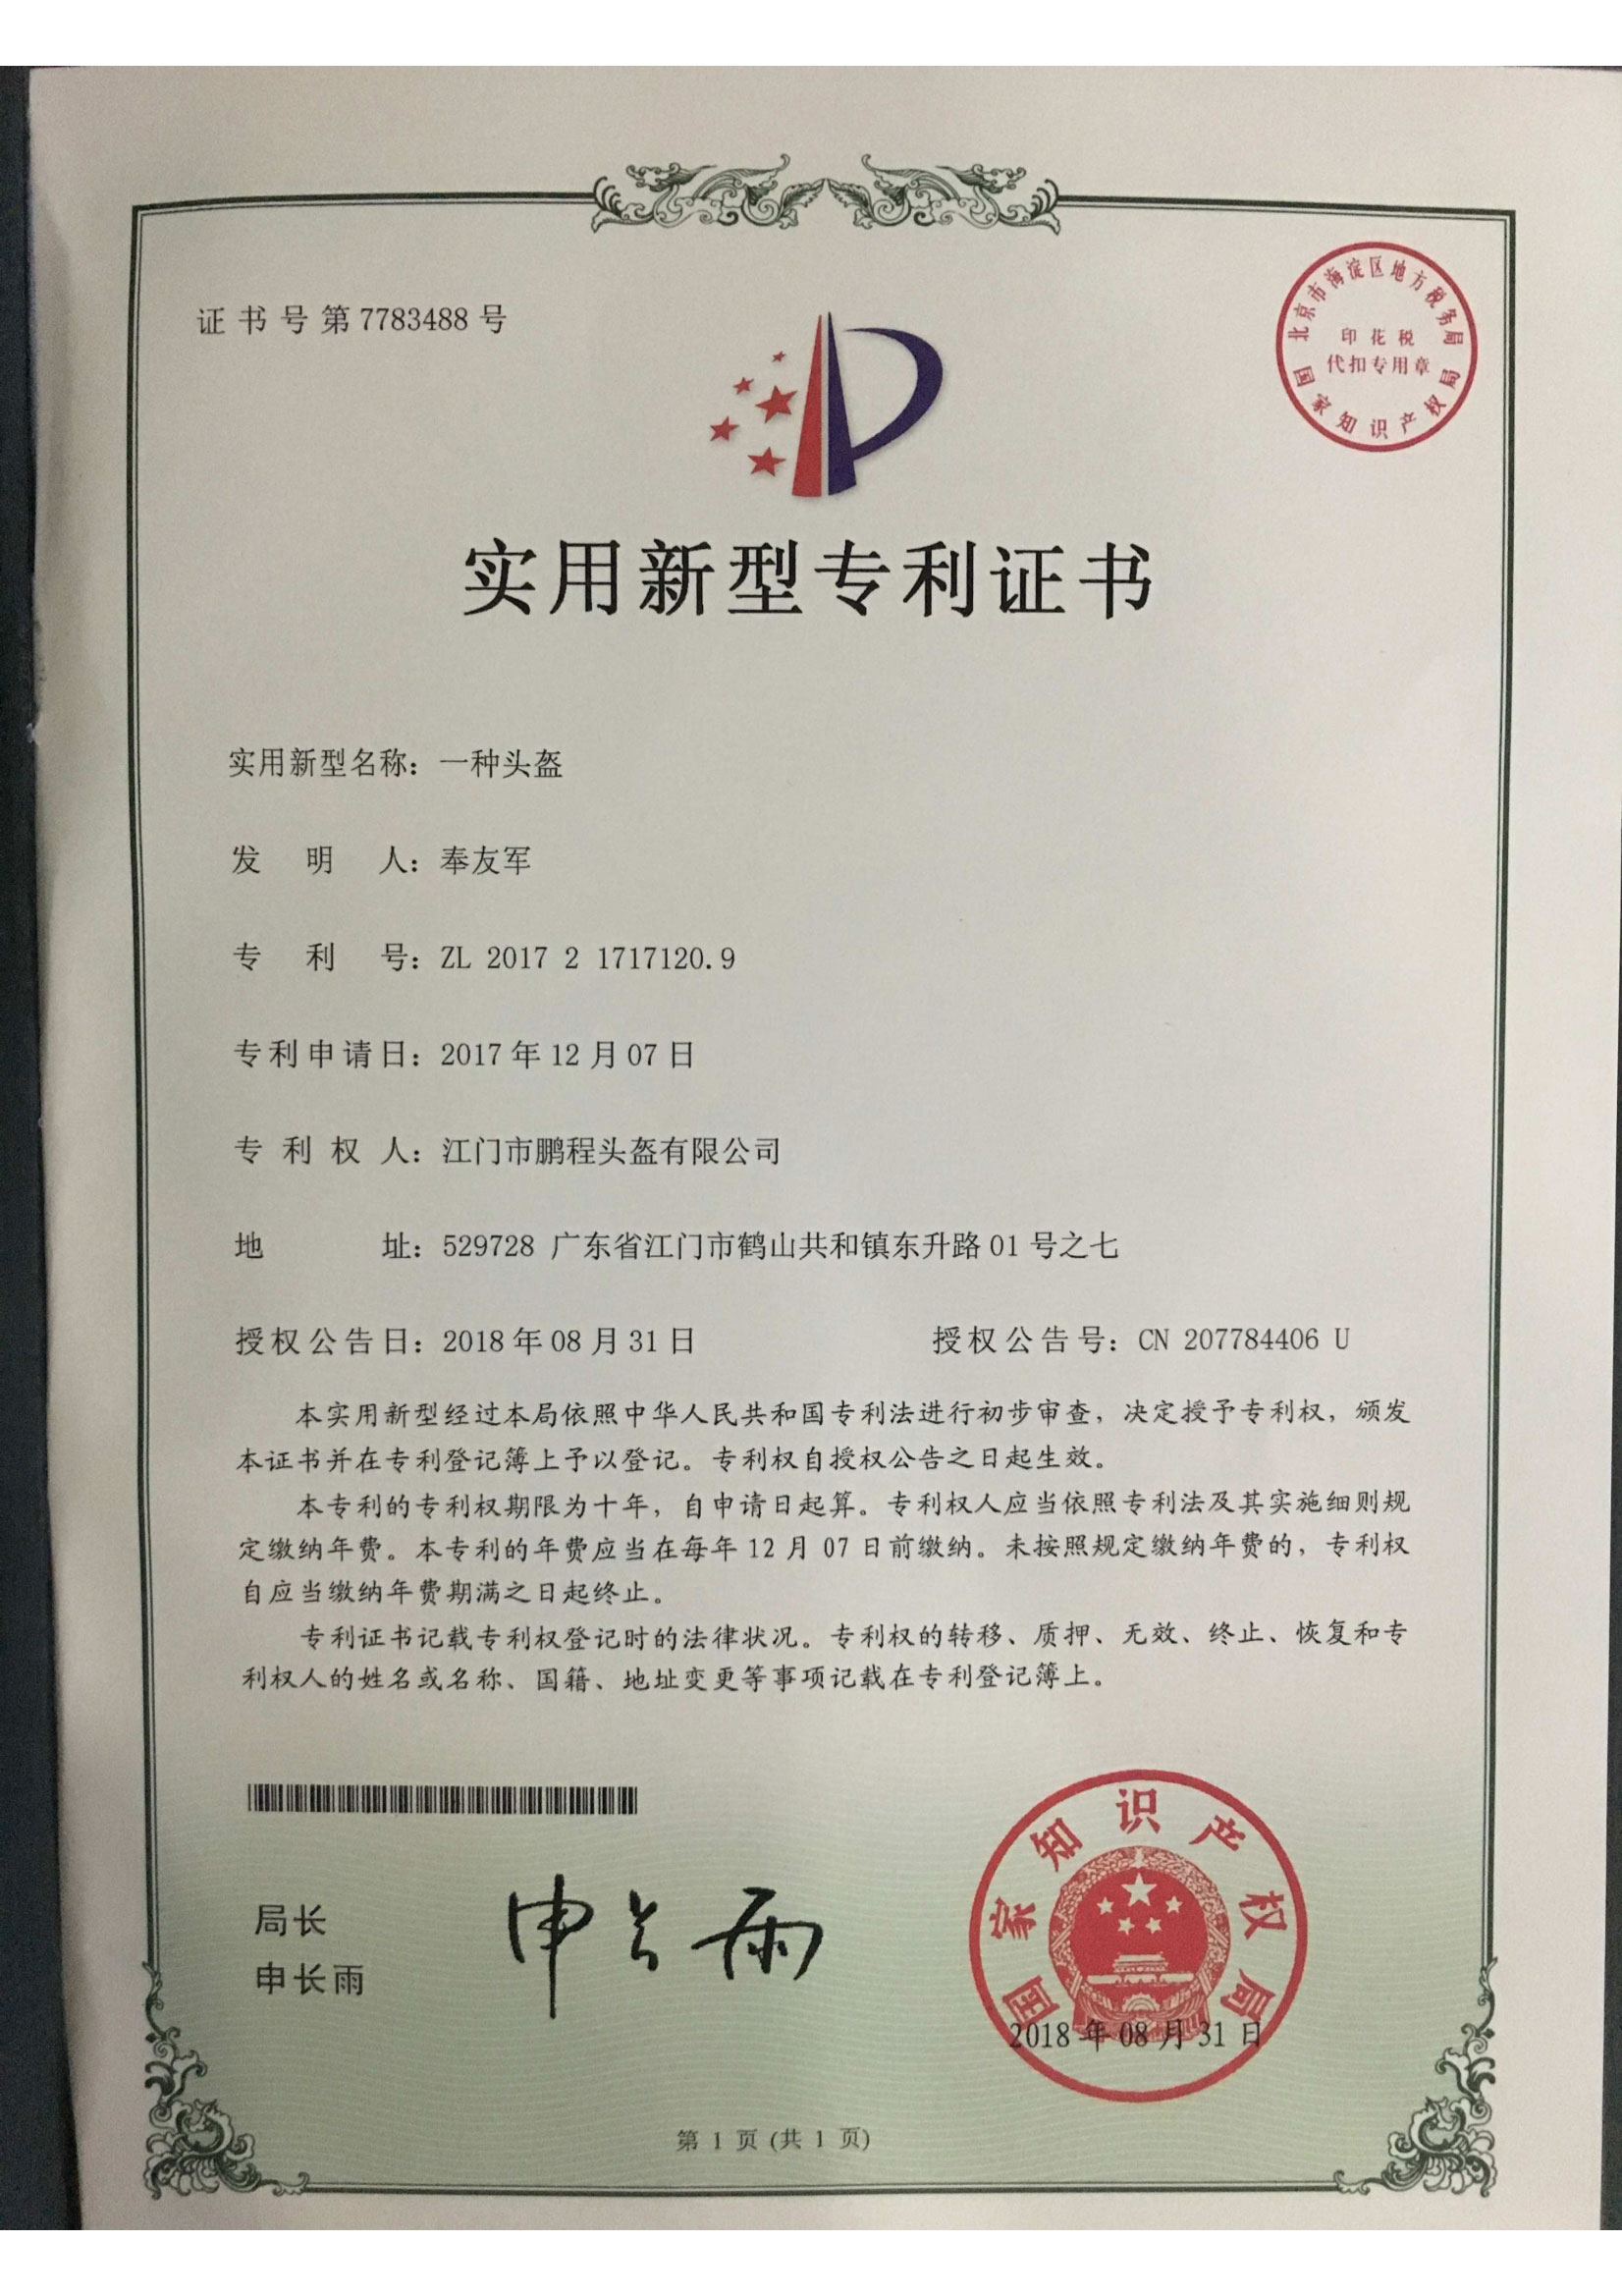 证书号第7783488号
北京市海淀区地方税务局
印花税
代扣专用章
国家知识产权局
实用新型专利证书
实用新型名称：一种头盔
发明人：奉友军
专利号：ZL 2017 2 1717120.9
专利申请日：2017年12月07日
专利权人：江门市鹏程头盔有限公司
地址：529728 广东省江门市鹤山共和镇东升路01号之七
授权公告日：2018年08月31日 授权公告号：CN 207784406 U
本实用新型经过本局依照中华人民共和国专利法进行初步审查，决定授予专利权，颁发
本证书并在专利登记簿上予以登记。专利权自授权公告之日起生效。
本专利的专利权期限为十年，自申请日起算。专利权人应当依照专利法及其实施细则规
定缴纳年费。本专利的年费应当在每年12月07日前缴纳。未按照规定缴纳年费的，专利权
自应当缴纳年费期满之日起终止。
专利证书记载专利权登记时的法律状况。专利权的转移、质押、无效、终止、恢复和专
利权人的姓名或名称、国籍、地址变更等事项记载在专利登记簿上。
局长
申长雨
申长雨
国家知识产权局
2018年08月31日
第 1 页 (共 1 页)